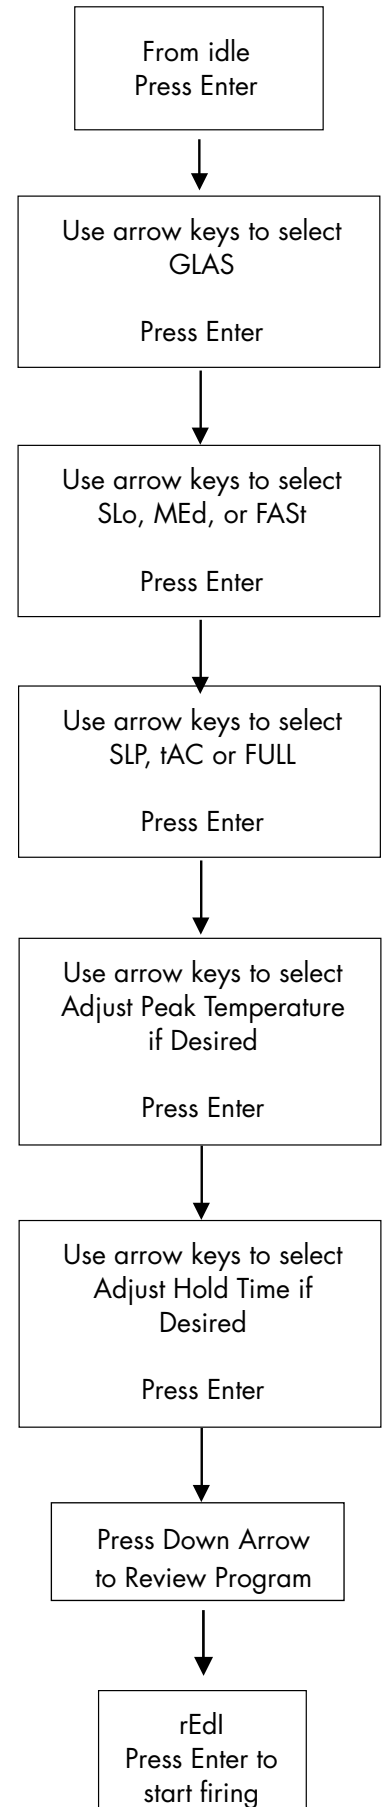 From idle
Press Enter
Use arrow keys to select
GLAS
Press Enter
Use arrow keys to select
SLo, MEd, or FASt
Press Enter
Use arrow keys to select
SLP, tAC or FULL
Press Enter
Use arrow keys to select
Adjust Peak Temperature
if Desired
Press Enter
Use arrow keys to select
Adjust Hold Time if
Desired
Press Enter
Press Down Arrow
to Review Program
rEdI
Press Enter to
start firing